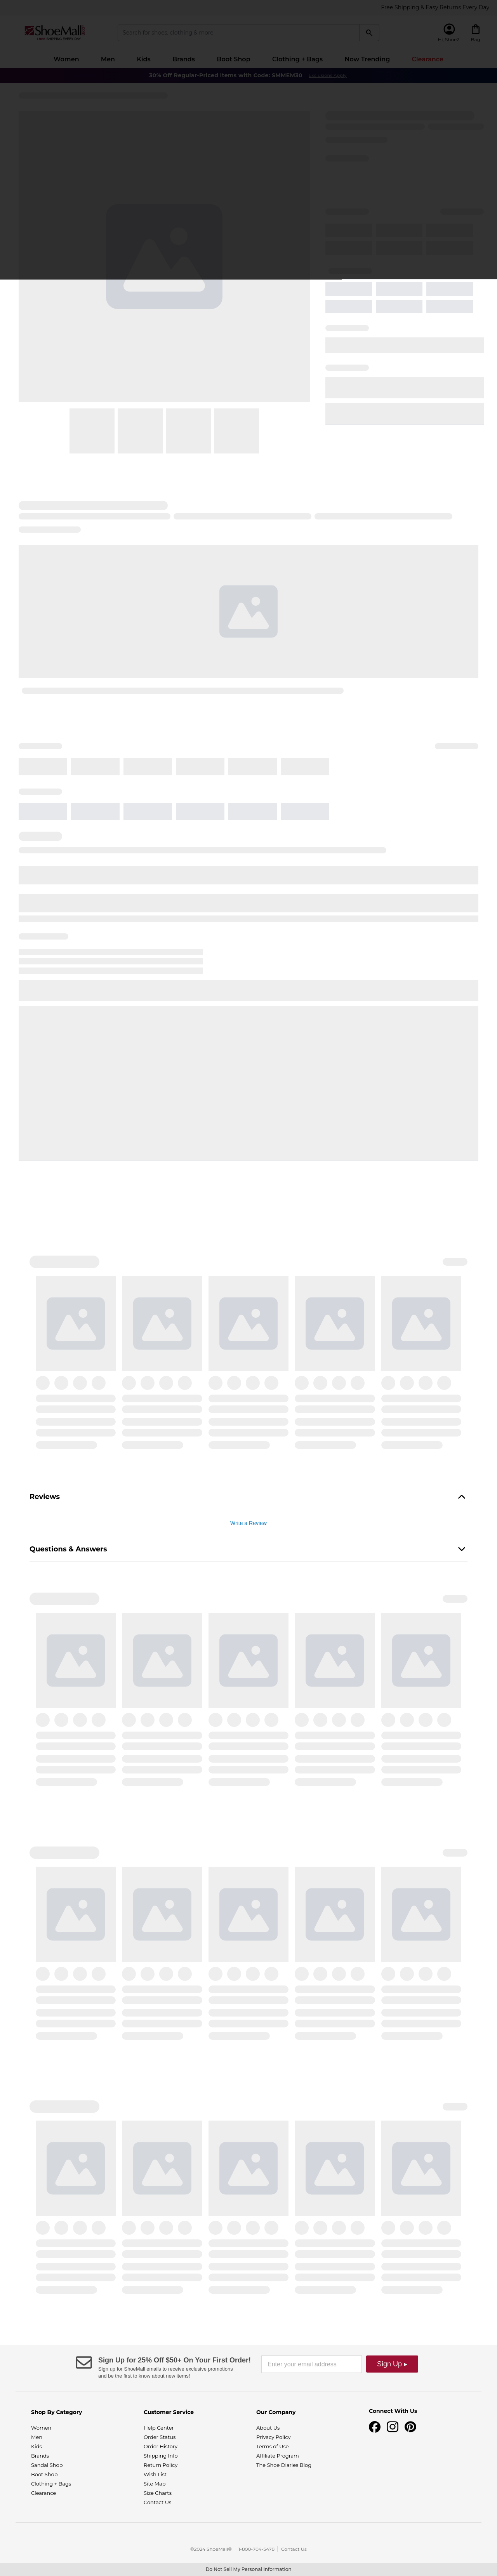 Free Shipping & Easy Returns Every Day
ShoeMall
Search for shoes, clothing & more
Bag
Women Men Kids Brands Boot Shop Clothing + Bags Now Trending Clearance
30% Off Regular-Priced Items with Code:
Reviews
Write a Review
Questions & Answers
Sign Up for 25% Off $50+ On Your First Order!
Sign up for ShoeMall emails to receive exclusive promotions
and be the first to know about new items!
Enter your email address
Sign Up ▸
Shop By Category
Women
Men
Kids
Brands
Sandal Shop
Boot Shop
Clothing + Bags
Clearance
Customer Service
Help Center
Order Status
Order History
Shipping Info
Return Policy
Wish List
Site Map
Size Charts
Contact Us
Our Company
About Us
Privacy Policy
Terms of Use
Affiliate Program
The Shoe Diaries Blog
Connect With Us
©2024 ShoeMall® | 1-800-704-5478 | Contact Us
Do Not Sell My Personal Information